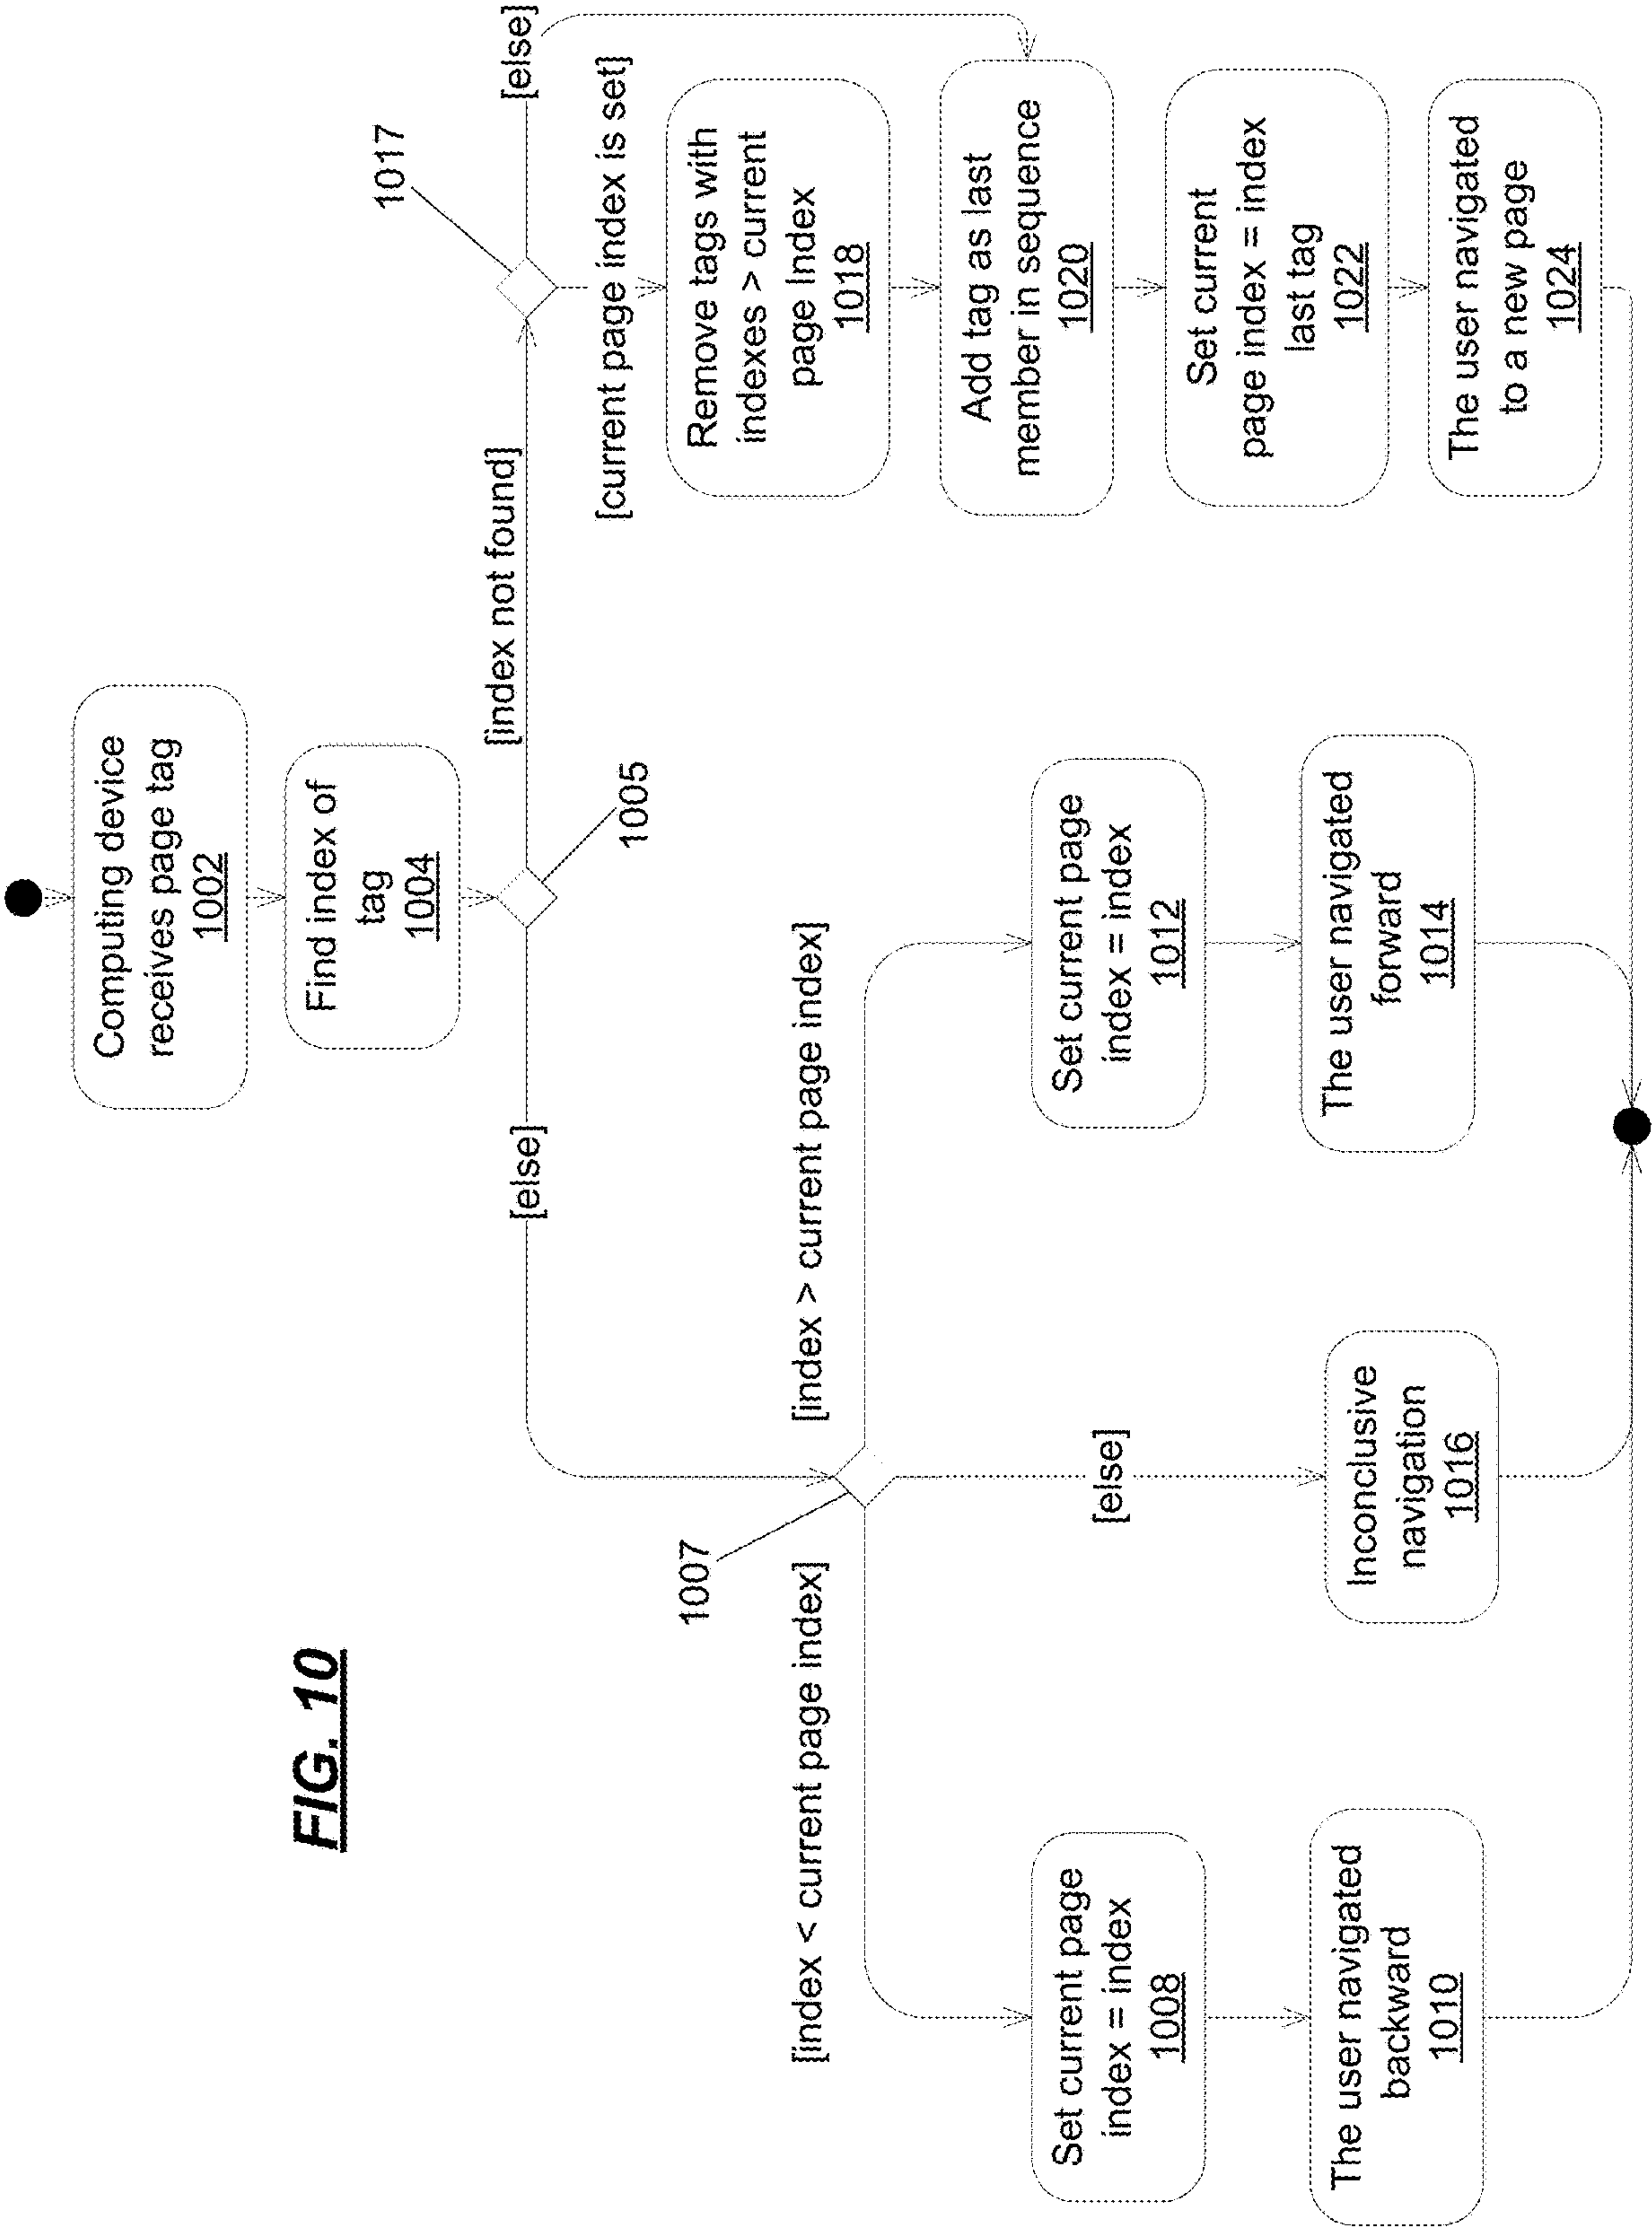 FIG. 10
Computing device
receives page tag
1002
Find index of
tag
1004
1005
[index not found]
[else]
1017
[else]
[current page index is set]
Remove tags with
indexes > current
page Index
1018
Add tag as last
member in sequence
1020
Set current
page index = index
last tag
1022
The user navigated
to a new page
1024
1007
[index < current page index]
[index > current page index]
[else]
Set current page
index = index
1008
The user navigated
backward
1010
Inconclusive
navigation
1016
Set current page
index = index
1012
The user navigated
forward
1014